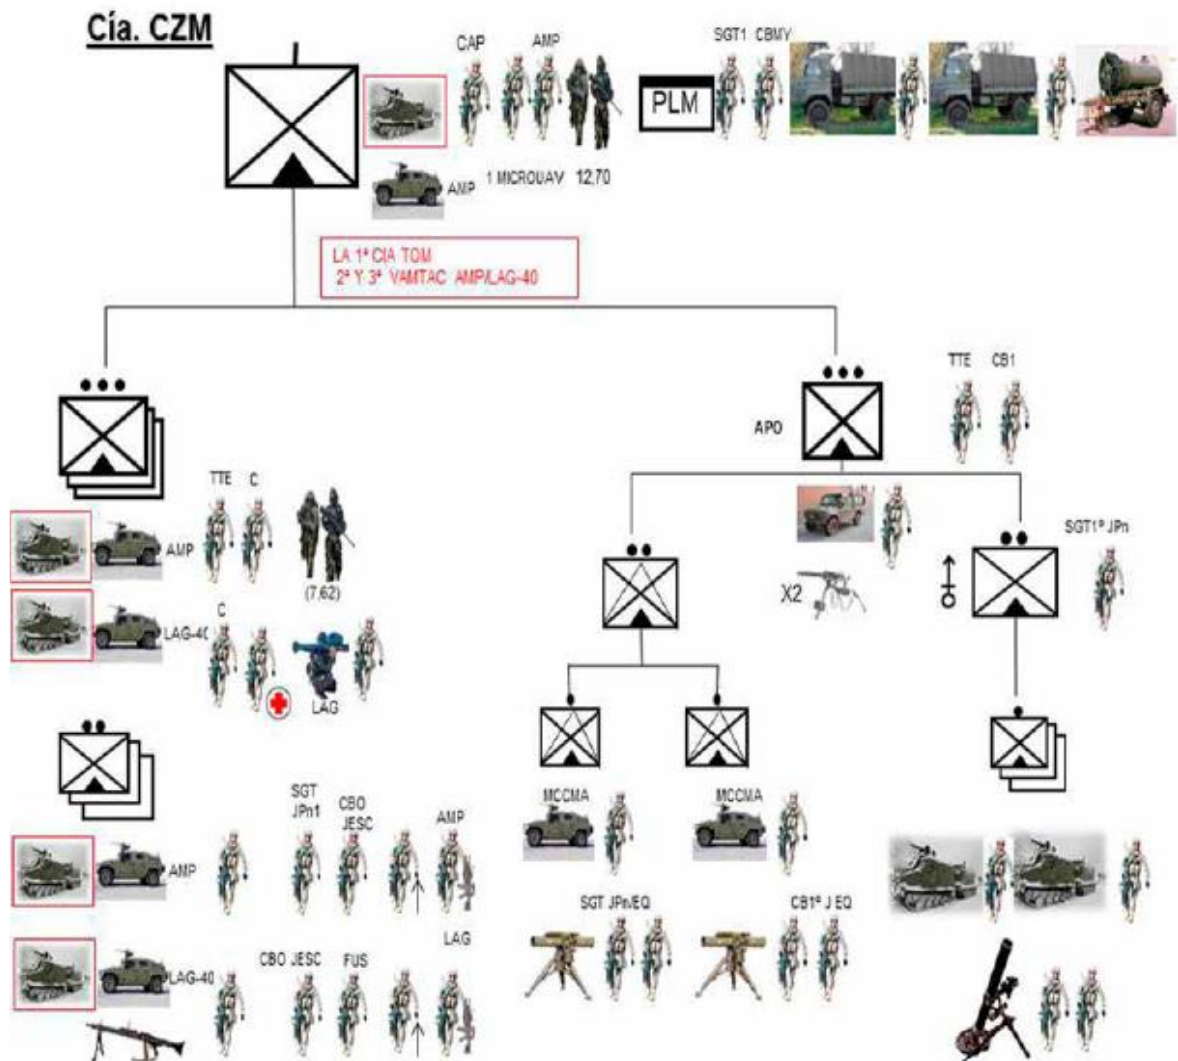 Cía. CZM
CAP
AMP
SGT1 CBMY
PLM
AMP
1 MICROUAV 12,70
LA 1ª CIA TOM
2ª Y 3ª VAMTAC AMP/LAG-40
TTE CB1
APO
TTE C
AMP
(7,62)
X2
SGT1º JPn
C
LAG-40
LAG
SGT
JPn1
CBO
JESC
AMP
MCCMA
MCCMA
AMP
SGT JPn/EQ
CB1º J EQ
LAG
CBO JESC
FUS
LAG-40